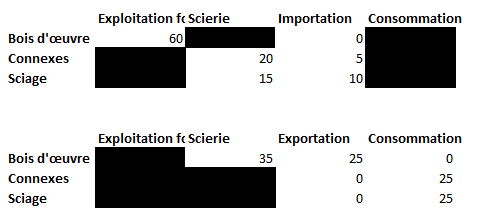 Exploitation fo Scierie Importation Consommation
Bois d'œuvre 60 0
Connexes 20 5
Sciage 15 10
Exploitation fo Scierie Exportation Consommation
Bois d'œuvre 35 25 0
Connexes 0 25
Sciage 0 25